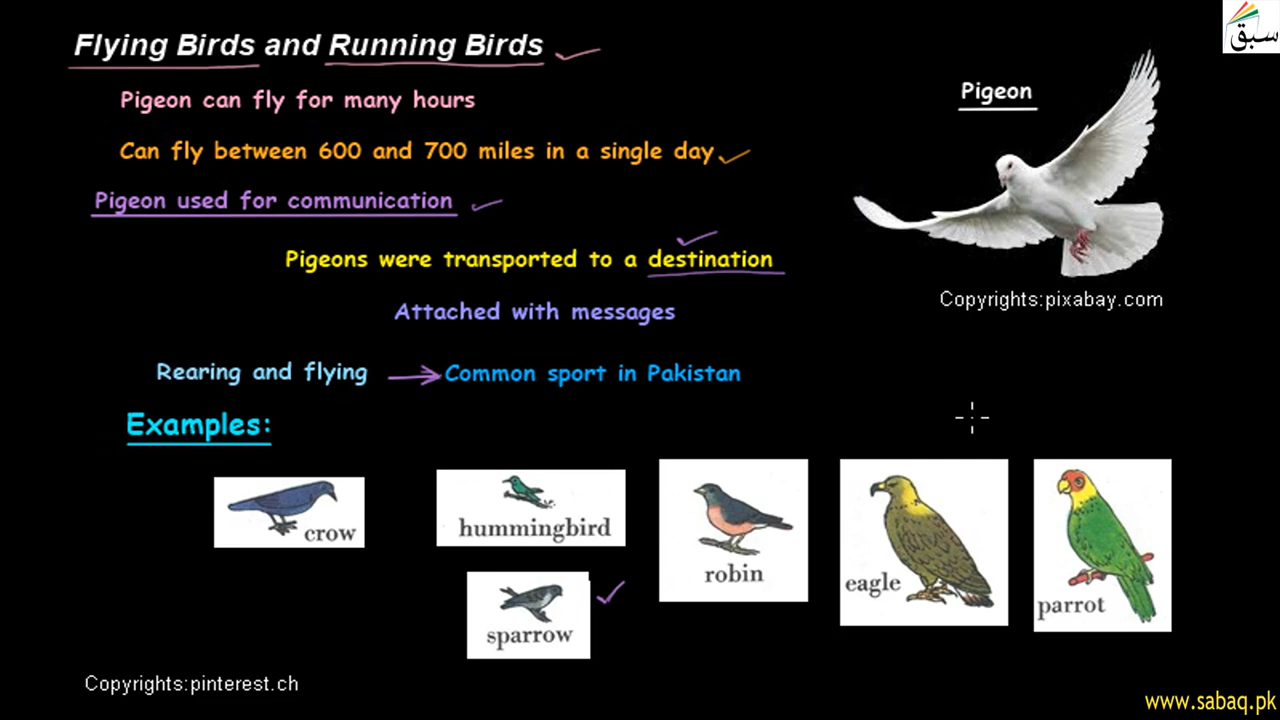 Flying Birds and Running Birds
Pigeon can fly for many hours
Can fly between 600 and 700 miles in a single day
Pigeon used for communication
Pigeons were transported to a destination
Attached with messages
Rearing and flying
Common sport in Pakistan
Examples:
سبق
Pigeon
Copyrights:pixabay.com
crow
hummingbird
robin
eagle
parrot
sparrow
Copyrights:pinterest.ch
www.sabaq.pk